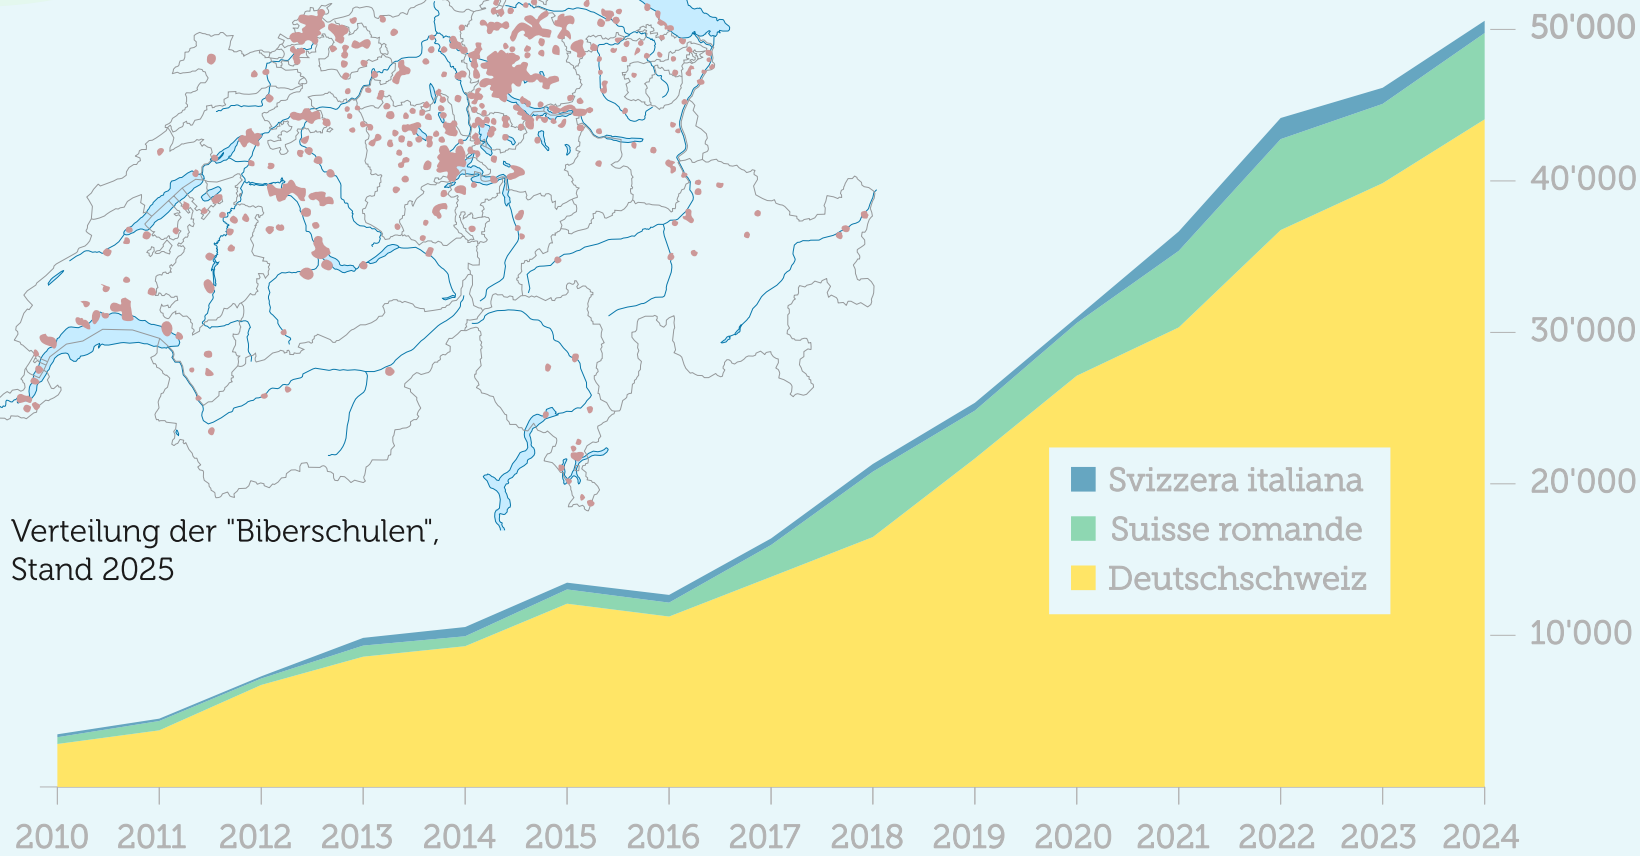 50'000
40'000
30'000
20'000
10'000
Svizzera italiana
Suisse romande
Deutschschweiz
Verteilung der "Biberschulen",
Stand 2025
2010 2011 2012 2013 2014 2015 2016 2017 2018 2019 2020 2021 2022 2023 2024